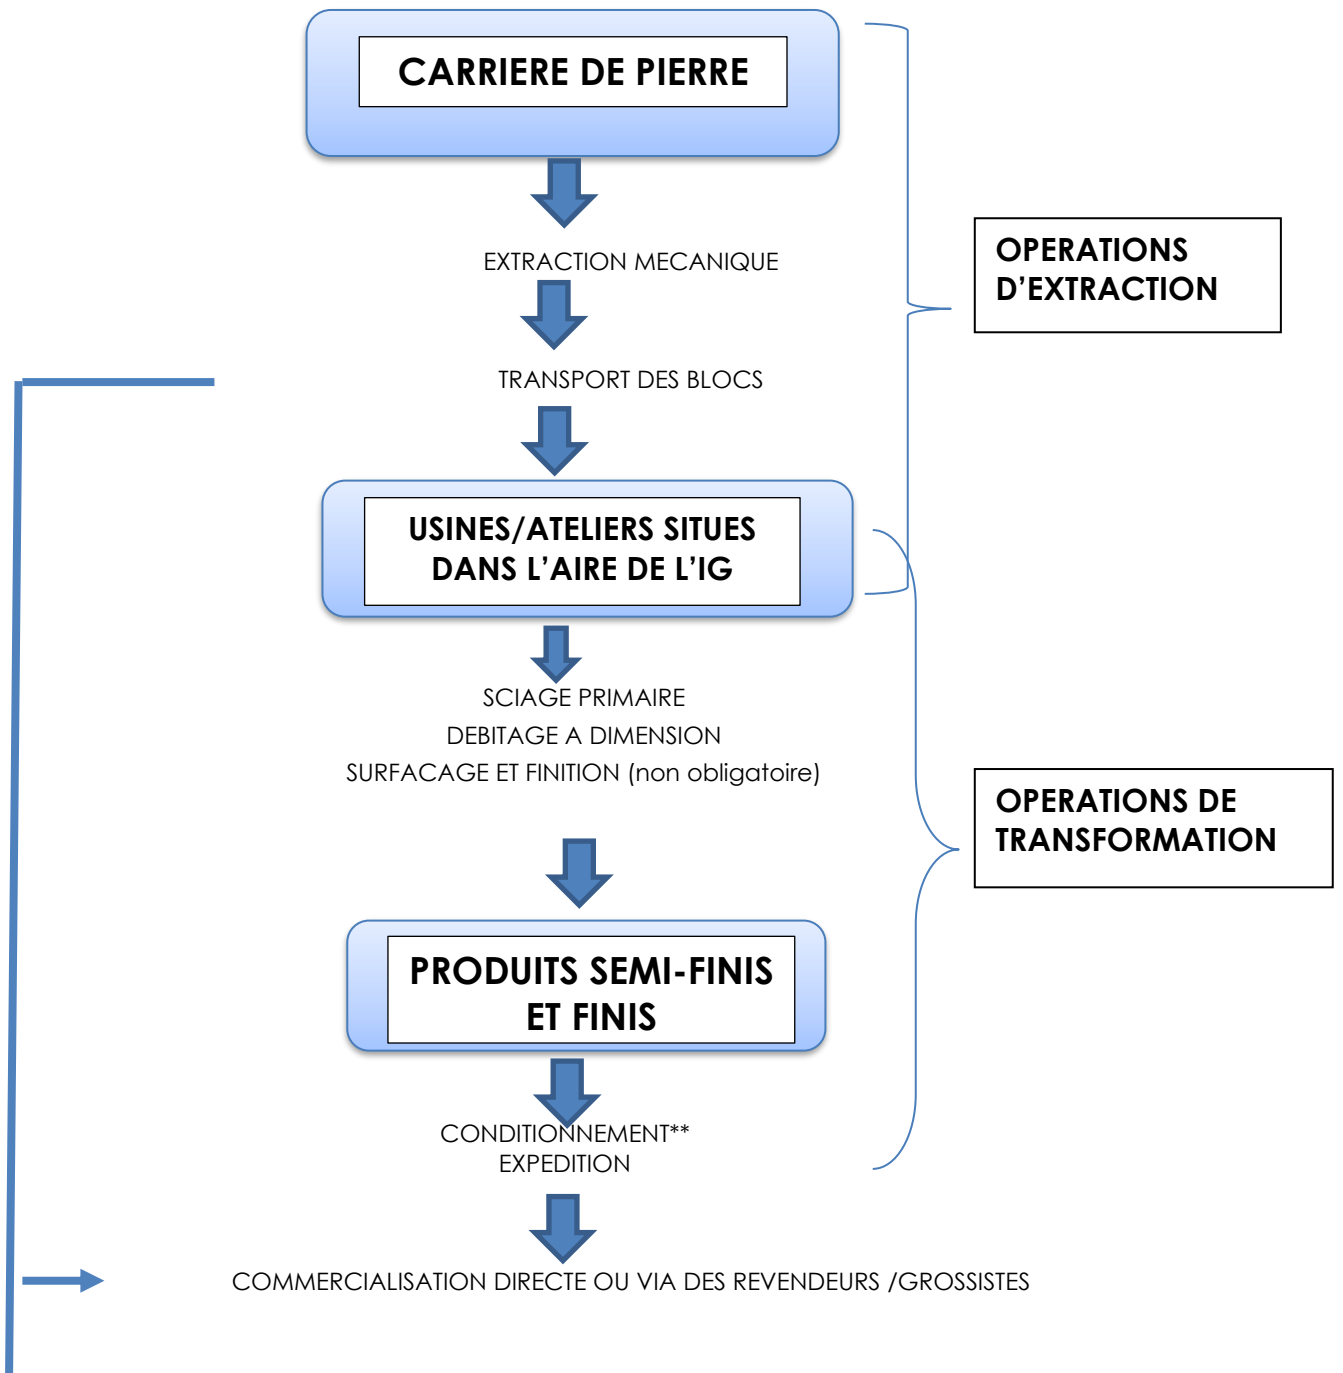 CARRIERE DE PIERRE
EXTRACTION MECANIQUE
OPERATIONS
D’EXTRACTION
TRANSPORT DES BLOCS
USINES/ATELIERS SITUES
DANS L’AIRE DE L’IG
SCIAGE PRIMAIRE
DEBITAGE A DIMENSION
SURFACAGE ET FINITION (non obligatoire)
OPERATIONS DE
TRANSFORMATION
PRODUITS SEMI-FINIS
ET FINIS
CONDITIONNEMENT**
EXPEDITION
COMMERCIALISATION DIRECTE OU VIA DES REVENDEURS /GROSSISTES